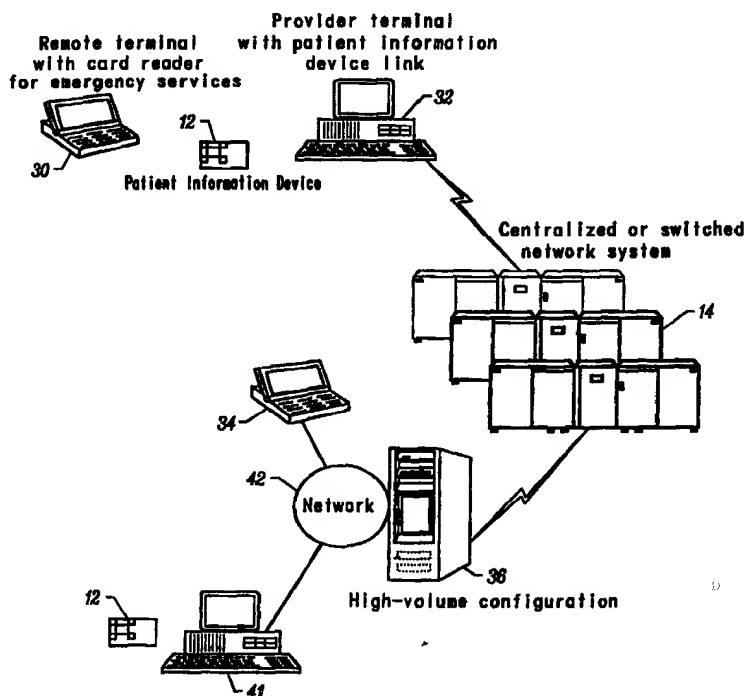 Remote terminal
with card reader
for emergency services
30
12
Patient Information Device
Provider terminal
with patient information
device link
32
Centralized or switched
network system
14
34
42
Network
36
High-volume configuration
12
41